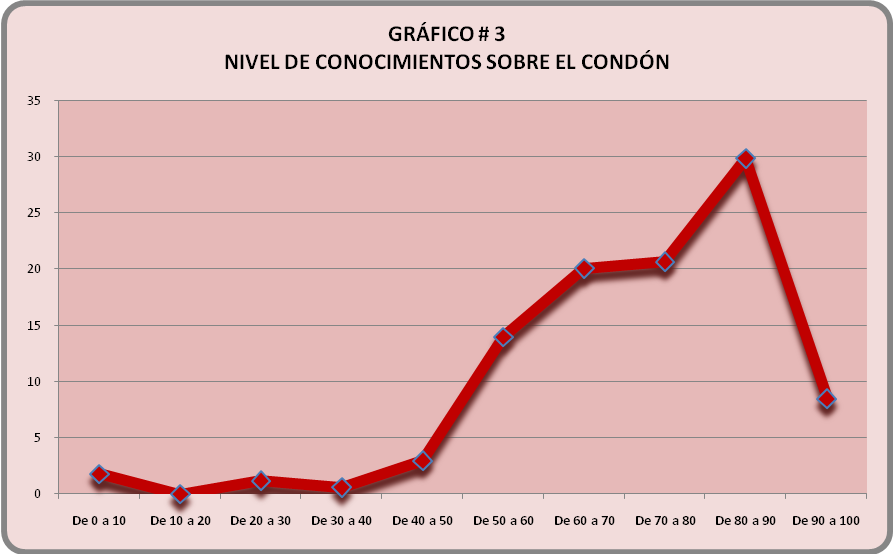 GRÁFICO # 3
NIVEL DE CONOCIMIENTOS SOBRE EL CONDÓN
35
30
25
20
15
10
5
0
De 0 a 10 De 10 a 20 De 20 a 30 De 30 a 40 De 40 a 50 De 50 a 60 De 60 a 70 De 70 a 80 De 80 a 90 De 90 a 100